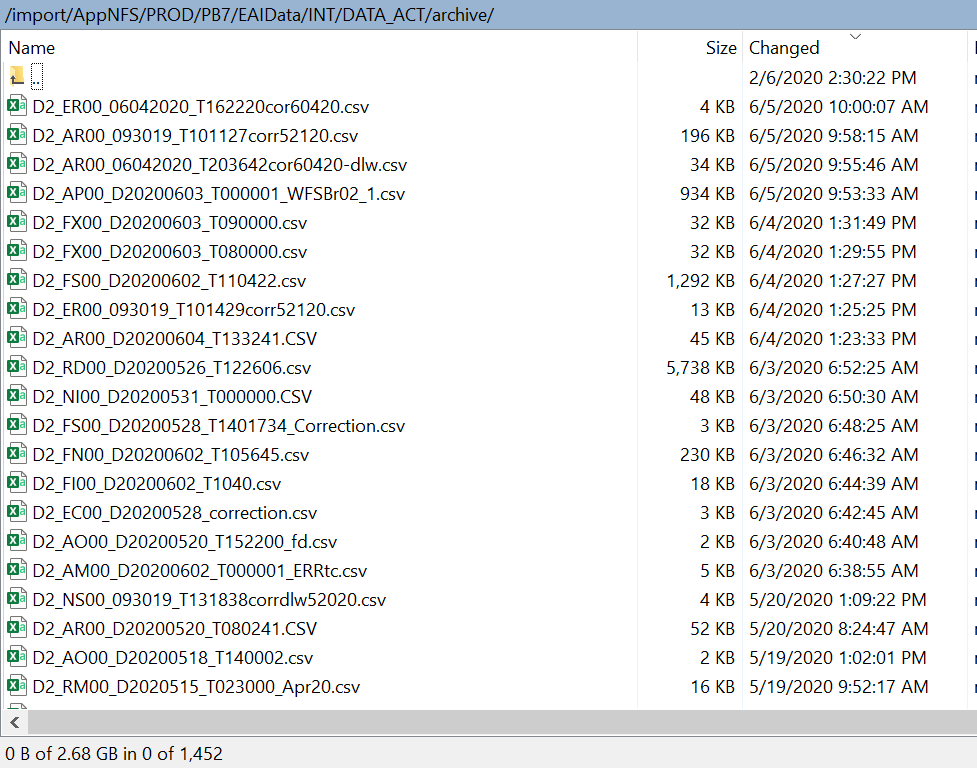 /import/AppNFS/PROD/PB7/EAIData/INT/DATA_ACT/archive/
Name Size Changed
.. 2/6/2020 2:30:22 PM
D2_ER00_06042020_T162220cor60420.csv 4 KB 6/5/2020 10:00:07 AM
D2_AR00_093019_T101127corr52120.csv 196 KB 6/5/2020 9:58:15 AM
D2_AR00_06042020_T203642cor60420-dlw.csv 34 KB 6/5/2020 9:55:46 AM
D2_AP00_D20200603_T000001_WFSBr02_1.csv 934 KB 6/5/2020 9:53:33 AM
D2_FX00_D20200603_T090000.csv 32 KB 6/4/2020 1:31:49 PM
D2_FX00_D20200603_T080000.csv 32 KB 6/4/2020 1:29:55 PM
D2_FS00_D20200602_T110422.csv 1,292 KB 6/4/2020 1:27:27 PM
D2_ER00_093019_T101429corr52120.csv 13 KB 6/4/2020 1:25:25 PM
D2_AR00_D20200604_T133241.CSV 45 KB 6/4/2020 1:23:33 PM
D2_RD00_D20200526_T122606.csv 5,738 KB 6/3/2020 6:52:25 AM
D2_NI00_D20200531_T000000.CSV 48 KB 6/3/2020 6:50:30 AM
D2_FS00_D20200528_T1401734_Correction.csv 3 KB 6/3/2020 6:48:25 AM
D2_FN00_D20200602_T105645.csv 230 KB 6/3/2020 6:46:32 AM
D2_FI00_D20200602_T1040.csv 18 KB 6/3/2020 6:44:39 AM
D2_EC00_D20200528_correction.csv 3 KB 6/3/2020 6:42:45 AM
D2_AO00_D20200520_T152200_fd.csv 2 KB 6/3/2020 6:40:48 AM
D2_AM00_D20200602_T000001_ERRtc.csv 5 KB 6/3/2020 6:38:55 AM
D2_NS00_093019_T131838corrdlw52020.csv 4 KB 5/20/2020 1:09:22 PM
D2_AR00_D20200520_T080241.CSV 52 KB 5/20/2020 8:24:47 AM
D2_AO00_D20200518_T140002.csv 2 KB 5/19/2020 1:02:01 PM
D2_RM00_D2020515_T023000_Apr20.csv 16 KB 5/19/2020 9:52:17 AM
0 B of 2.68 GB in 0 of 1,452